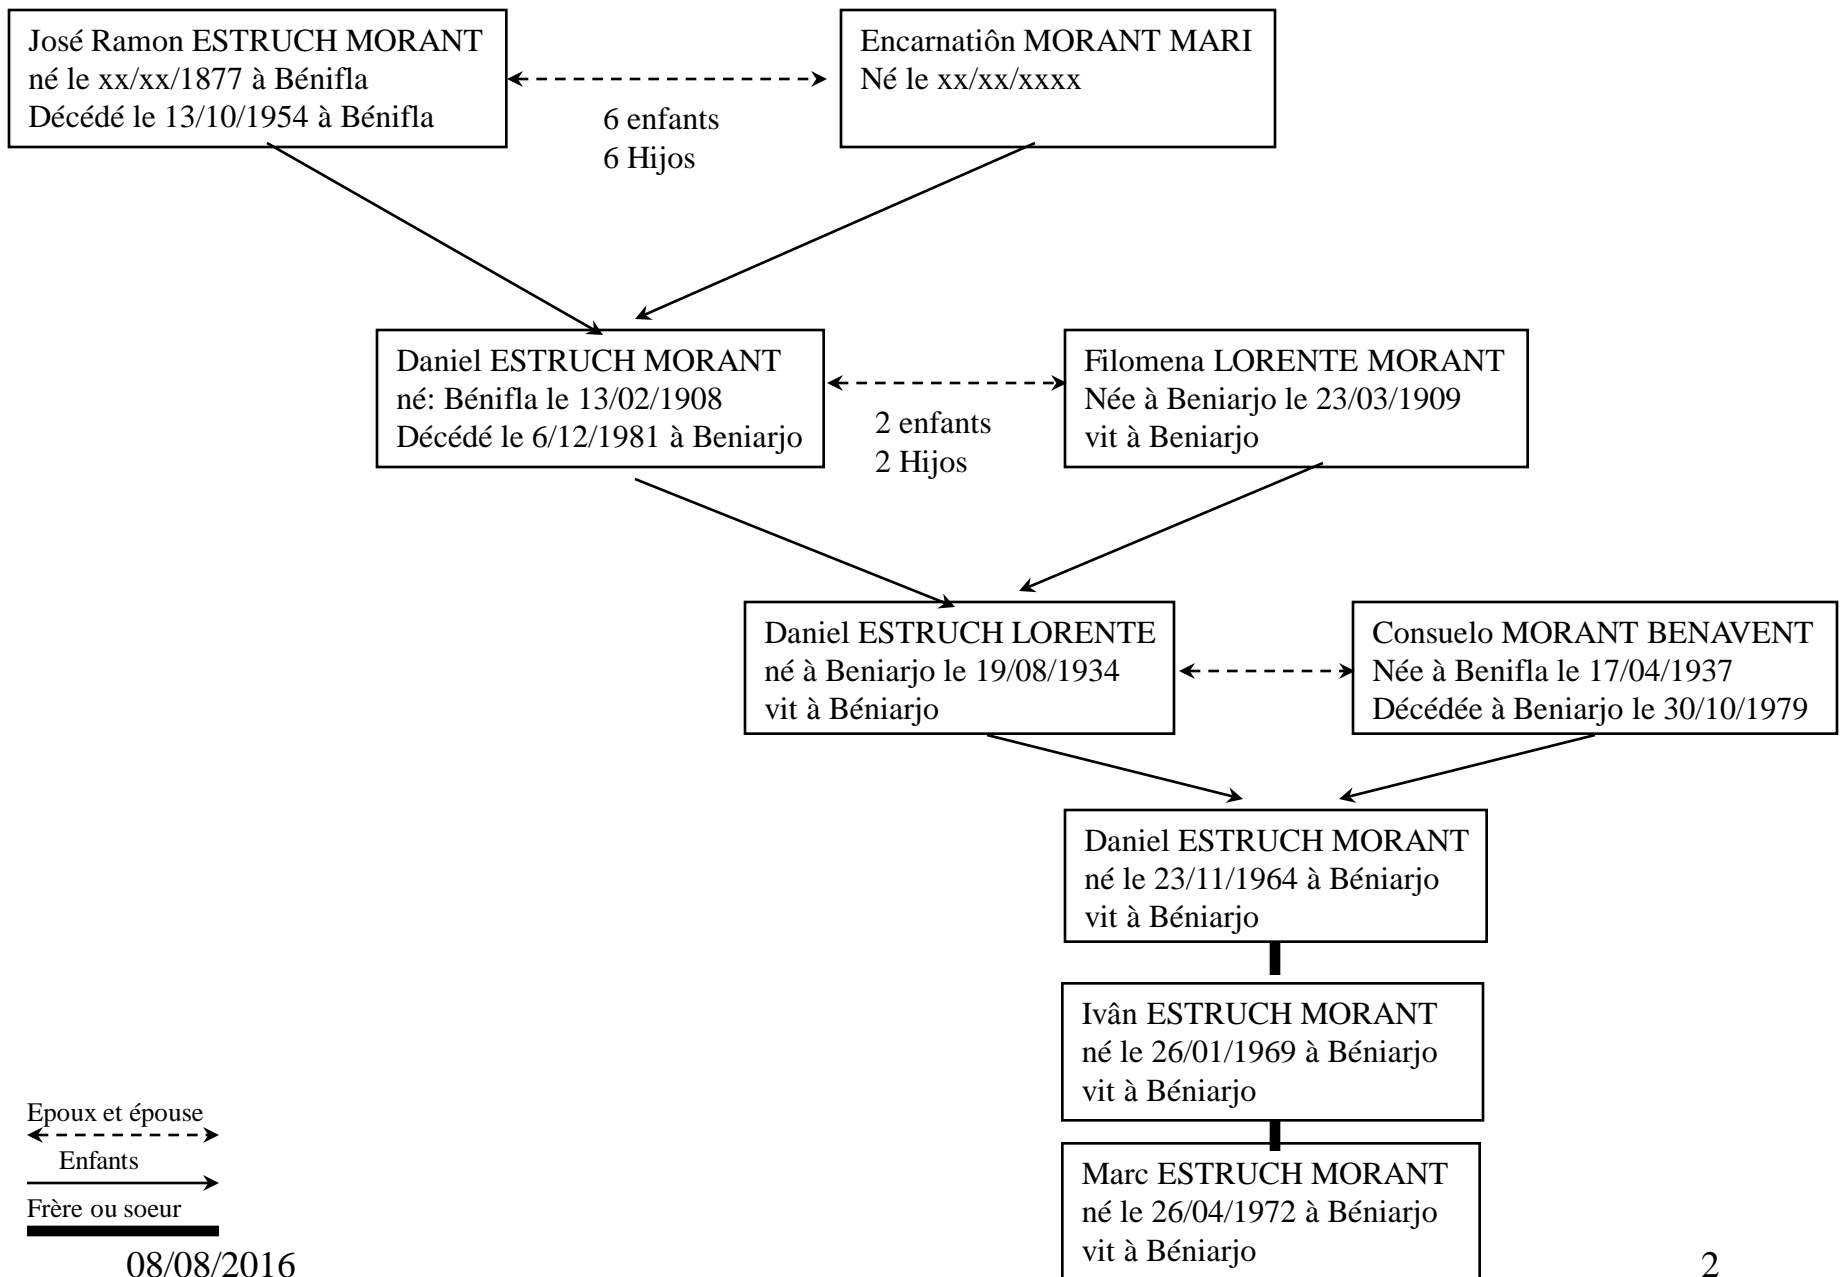 José Ramon ESTRUCH MORANT
né le xx/xx/1877 à Bénifla
Décédé le 13/10/1954 à Bénifla
6 enfants
6 Hijos
Encarnatiôn MORANT MARI
Né le xx/xx/xxxx
Daniel ESTRUCH MORANT
né: Bénifla le 13/02/1908
Décédé le 6/12/1981 à Beniarjo
2 enfants
2 Hijos
Filomena LORENTE MORANT
Née à Beniarjo le 23/03/1909
vit à Beniarjo
Daniel ESTRUCH LORENTE
né à Beniarjo le 19/08/1934
vit à Béniarjo
Consuelo MORANT BENAVENT
Née à Benifla le 17/04/1937
Décédée à Beniarjo le 30/10/1979
Daniel ESTRUCH MORANT
né le 23/11/1964 à Béniarjo
vit à Béniarjo
Ivân ESTRUCH MORANT
né le 26/01/1969 à Béniarjo
vit à Béniarjo
Marc ESTRUCH MORANT
né le 26/04/1972 à Béniarjo
vit à Béniarjo
Epoux et épouse
Enfants
Frère ou soeur
08/08/2016
2